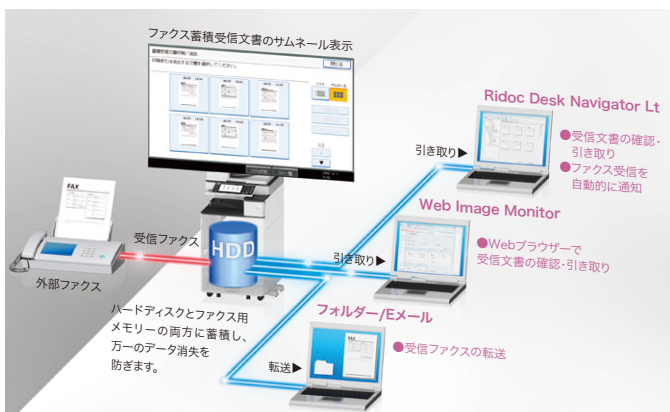 ファクス蓄積受信文書のサムネール表示
閉じる
Ridoc Desk Navigator Lt
引き取り▶
●受信文書の確認・
引き取り
●ファクス受信を
自動的に通知
FAX
受信ファクス
HDD
外部ファクス
Web Image Monitor
引き取り▶
●Webブラウザーで
受信文書の確認・引き取り
ハードディスクとファクス用
メモリーの両方に蓄積し、
万一のデータ消失を
防ぎます。
フォルダー/Eメール
転送▶
●受信ファクスの転送
FAX